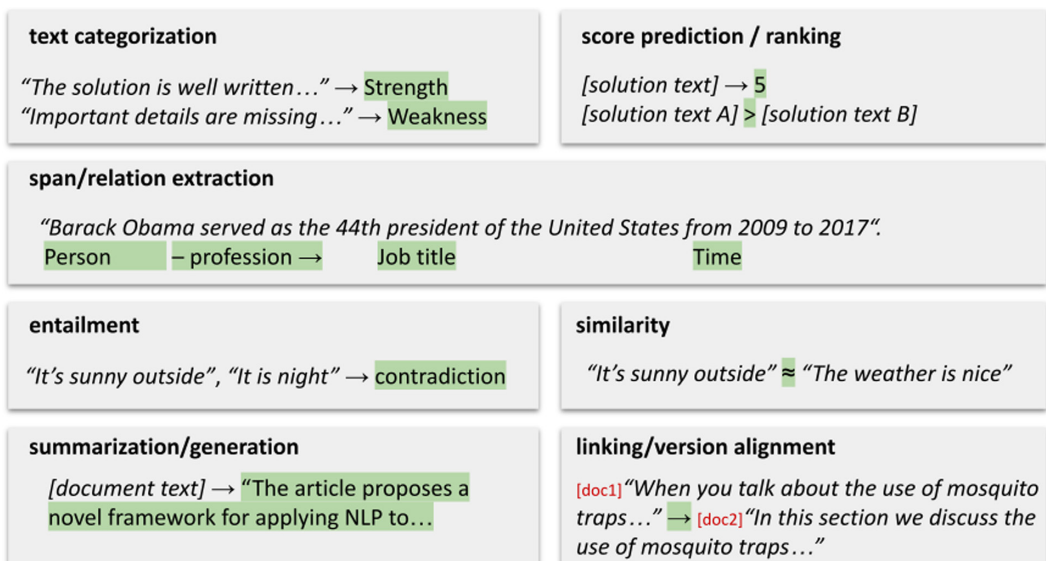 text categorization
“The solution is well written…” → Strength
“Important details are missing…” → Weakness
score prediction / ranking
[solution text] → 5
[solution text A] > [solution text B]
span/relation extraction
“Barack Obama served as the 44th president of the United States from 2009 to 2017“.
Person – profession → Job title Time
entailment
“It’s sunny outside”, “It is night” → contradiction
similarity
“It’s sunny outside” ≈ “The weather is nice”
summarization/generation
[document text] → “The article proposes a
novel framework for applying NLP to…
linking/version alignment
[doc1]“When you talk about the use of mosquito
traps…” → [doc2]“In this section we discuss the
use of mosquito traps…”